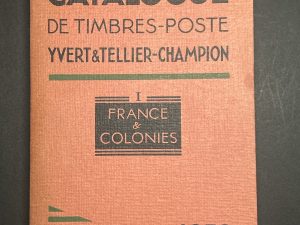 CATALOGUE
DE TIMBRES-POSTE
YVERT & TELLIER-CHAMPION
I
FRANCE
&
COLONIES